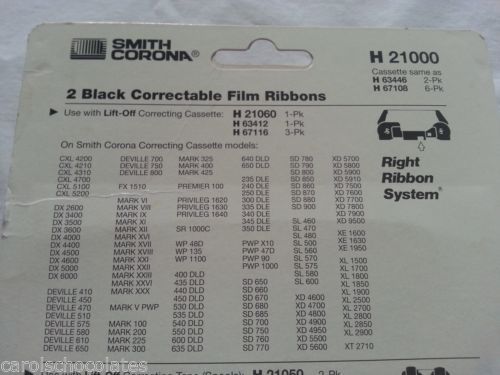 SMITH CORONA®
H 21000
Cassette same as
H 63446 2-Pk
H 67108 6-Pk
2 Black Correctable Film Ribbons
► Use with Lift-Off Correcting Cassette: H 21060 1-Pk
H 63412 1-Pk
H 67116 3-Pk
On Smith Corona Correcting Cassette models:
Right Ribbon System®
CXL 4200 DEVILLE 700 MARK 325 640 DLD SD 780 XD 5700
CXL 4210 DEVILLE 750 MARK 400 650 DLD SD 790 XD 5800
CXL 4310 DEVILLE 800 MARK 425 SD 800 XD 5900
CXL 4700 235 DLE SD 850 XD 5910
CXL 5100 FX 1510 PREMIER 100 240 DLE SD 860 XD 7500
CXL 5200 250 DLE SD 870 XD 7600
MARK VI PRIVILEG 1620 300 DLE SD 880 XD 7700
DX 2600 MARK VIII PRIVILEG 1630 335 DLE SD 900 XD 7800
DX 3400 MARK IX PRIVILEG 1640 340 DLE XD 7900
DX 3500 MARK XI 345 DLE SL 460 XD 9500
DX 3600 MARK XII SR 1000C 350 DLE SL 470
DX 4000 MARK XV SL 480 XE 1600
DX 4400 MARK XVII WP 48D PWP X10 SL 500 XE 1630
DX 4500 MARK XVIII WP 135 PWP 47D SL 560 XE 1950
DX 4600 MARK XX WP 1100 PWP 90 SL 570
DX 5000 MARK XXII PWP 1000 SL 575 XL 1500
DX 6000 MARK XXIII 400 DLD SL 580 XL 1700
MARK XXVI 435 DLD SD 650 SL 600 XL 1800
DEVILLE 410 MARK XXX 440 DLD SD 660 XL 1850
DEVILLE 450 450 DLD SD 670 XD 4600 XL 1900
DEVILLE 470 MARK V PWP 530 DLD SD 680 XD 4700 XL 2500
DEVILLE 510 535 DLD SD 685 XD 4800 XL 2700
DEVILLE 575 MARK 100 540 DLD SD 700 XD 4900 XL 2800
DEVILLE 580 MARK 200 550 DLD SD 750 XD 4950 XL 2850
DEVILLE 610 MARK 225 600 DLD SD 760 XD 5500 XL 2900
DEVILLE 650 MARK 300 635 DLD SD 770 XD 5600 XT 2710
carolschocolates